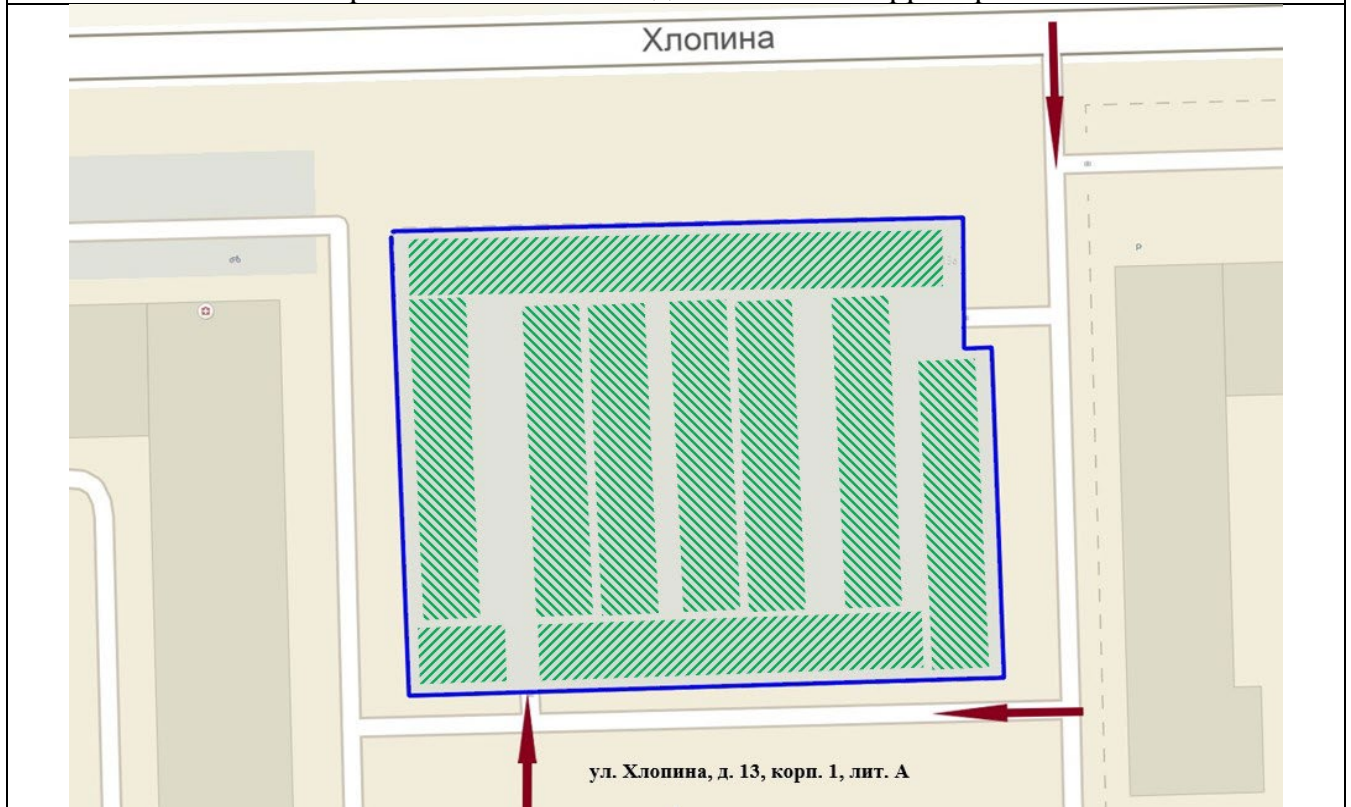 Хлопина
P
ул. Хлопина, д. 13, корп. 1, лит. А